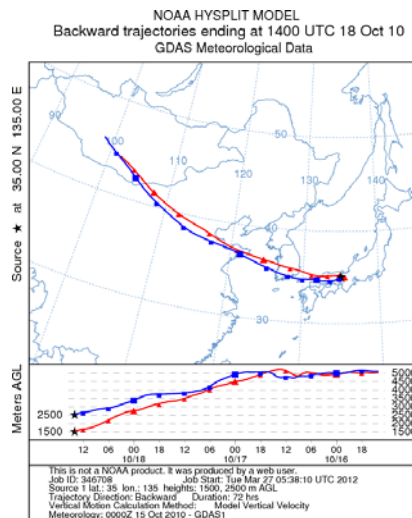 NOAA HYSPLIT MODEL
Backward trajectories ending at 1400 UTC 18 Oct 10
GDAS Meteorological Data
Source ★ at 35.00 N 135.00 E
90
100
110
120
130
140
50
40
30
Meters AGL
2500
1500
5000
4500
4000
3500
3000
2500
2000
1500
12 06 00 18 12 06 00 18 12 06 00 18
10/18 10/17 10/16
This is not a NOAA product. It was produced by a web user.
Job ID: 346708 Job Start: Tue Mar 27 05:38:10 UTC 2012
Source 1 lat.: 35 lon.: 135 heights: 1500, 2500 m AGL
Trajectory Direction: Backward Duration: 72 hrs
Vertical Motion Calculation Method: Model Vertical Velocity
Meteorology: 0000Z 15 Oct 2010 - GDAS1